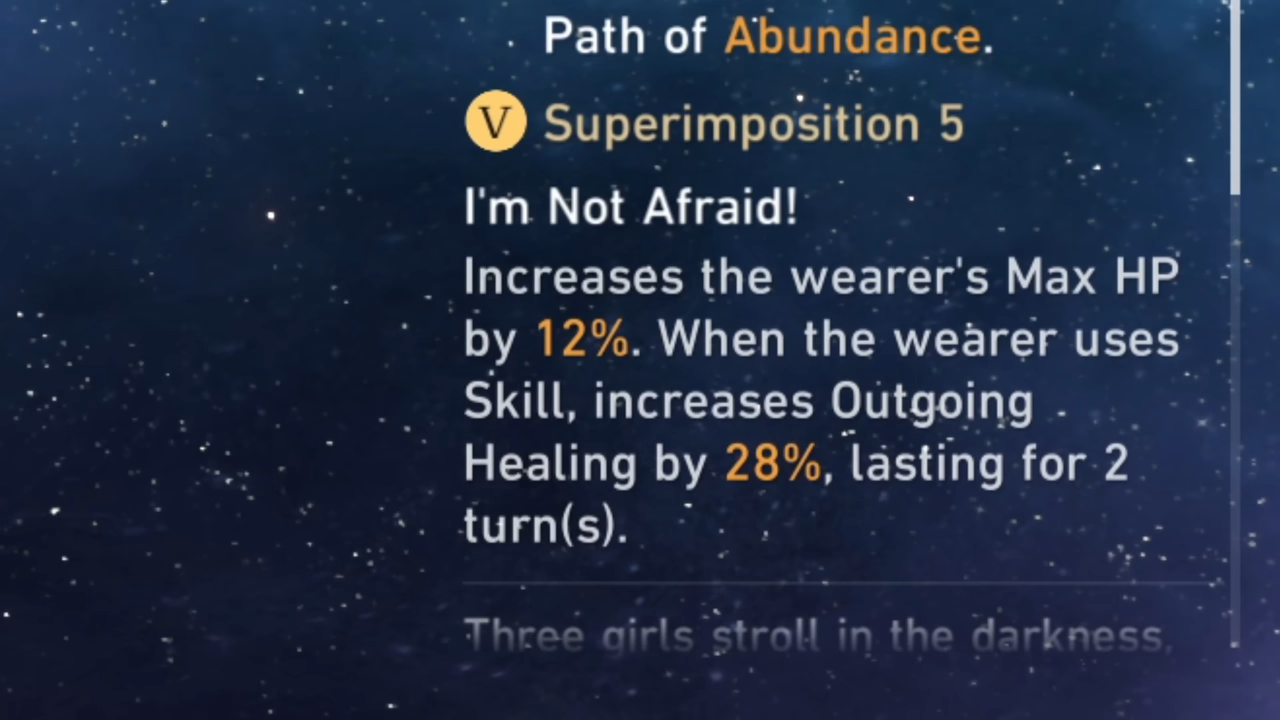 Path of Abundance.
V Superimposition 5
I'm Not Afraid!
Increases the wearer's Max HP
by 12%. When the wearer uses
Skill, increases Outgoing
Healing by 28%, lasting for 2
turn(s).
Three girls stroll in the darkness,